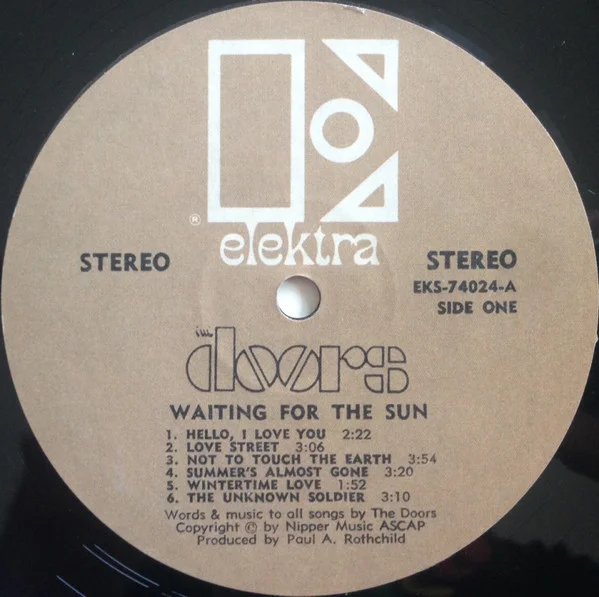 ®
elektra
STEREO
STEREO
EKS-74024-A
SIDE ONE
the doors
WAITING FOR THE SUN
1. HELLO, I LOVE YOU 2:22
2. LOVE STREET 3:06
3. NOT TO TOUCH THE EARTH 3:54
4. SUMMER'S ALMOST GONE 3:20
5. WINTERTIME LOVE 1:52
6. THE UNKNOWN SOLDIER 3:10
Words & music to all songs by The Doors
Copyright © by Nipper Music ASCAP
Produced by Paul A. Rothchild